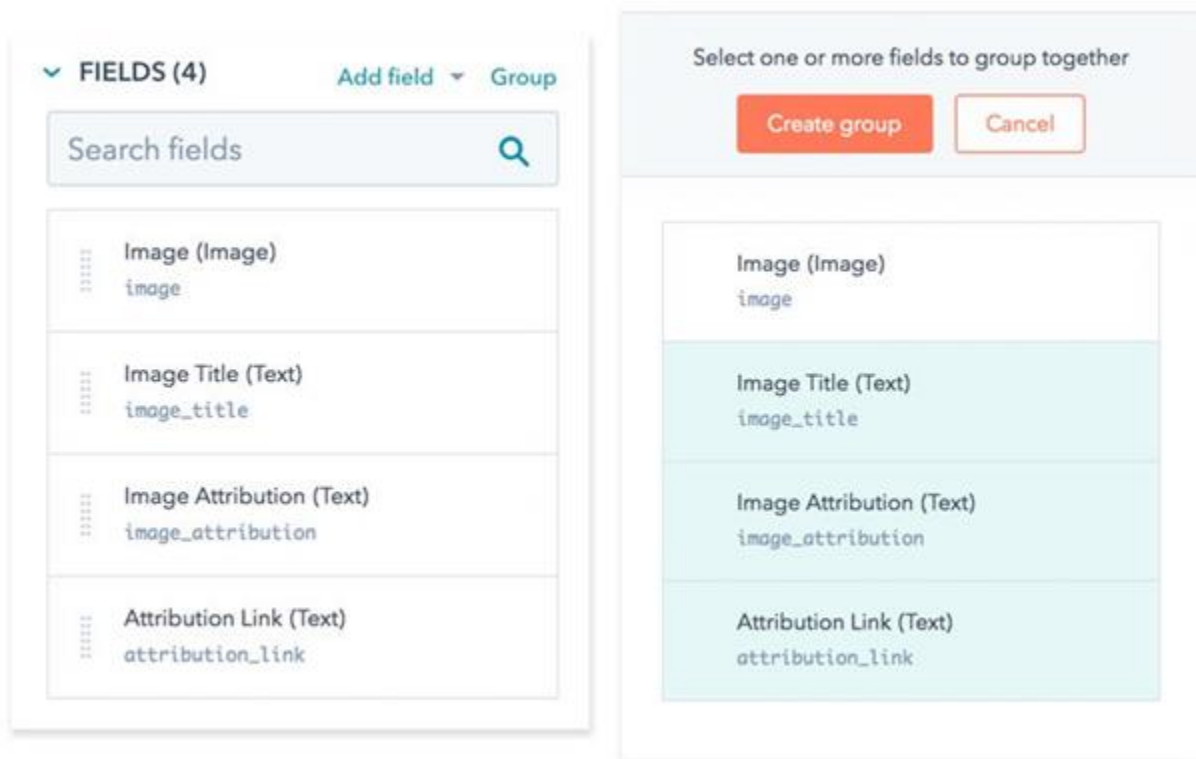 FIELDS (4)
Add field
Group
Search fields
Image (Image)
image
Image Title (Text)
image_title
Image Attribution (Text)
image_attribution
Attribution Link (Text)
attribution_link
Select one or more fields to group together
Create group
Cancel
Image (Image)
image
Image Title (Text)
image_title
Image Attribution (Text)
image_attribution
Attribution Link (Text)
attribution_link